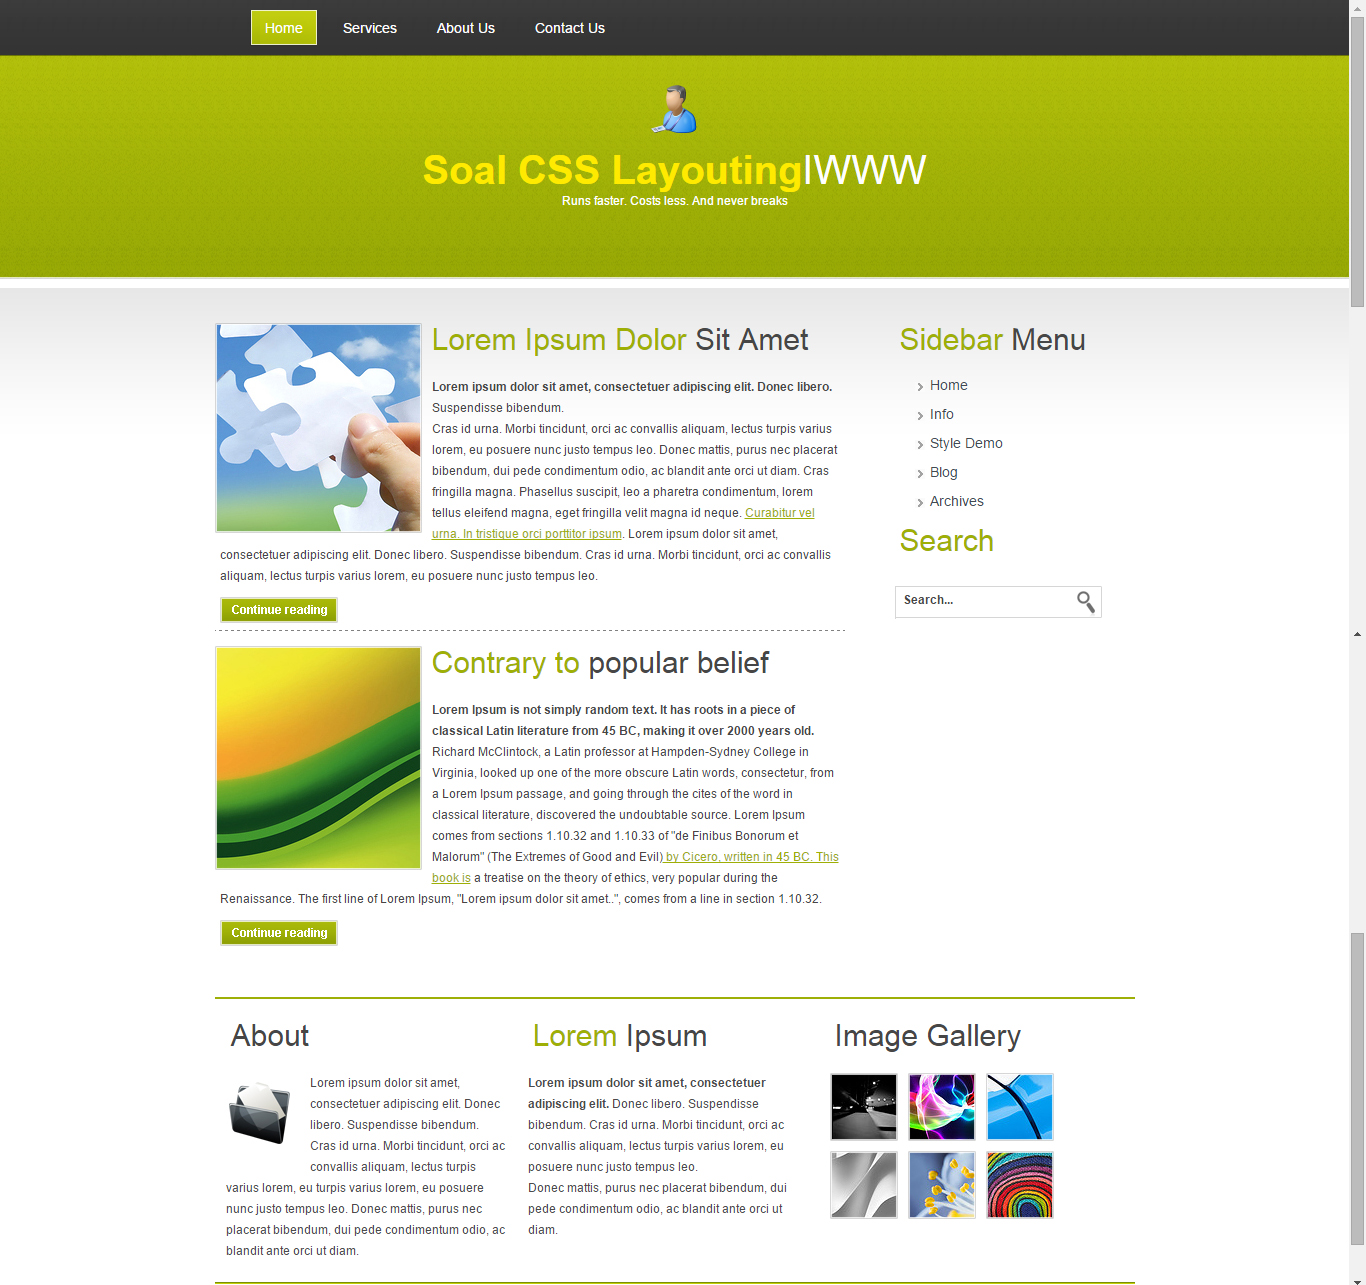 Home Services About Us Contact Us
Soal CSS LayoutingIWWW
Runs faster. Costs less. And never breaks
Lorem Ipsum Dolor Sit Amet
Lorem ipsum dolor sit amet, consectetuer adipiscing elit. Donec libero.
Suspendisse bibendum.
Cras id urna. Morbi tincidunt, orci ac convallis aliquam, lectus turpis varius
lorem, eu posuere nunc justo tempus leo. Donec mattis, purus nec placerat
bibendum, dui pede condimentum odio, ac blandit ante orci ut diam. Cras
fringilla magna. Phasellus suscipit, leo a pharetra condimentum, lorem
tellus eleifend magna, eget fringilla velit magna id neque. Curabitur vel
urna. In tristique orci porttitor ipsum. Lorem ipsum dolor sit amet,
consectetuer adipiscing elit. Donec libero. Suspendisse bibendum. Cras id urna. Morbi tincidunt, orci ac convallis
aliquam, lectus turpis varius lorem, eu posuere nunc justo tempus leo.
Continue reading
Contrary to popular belief
Lorem Ipsum is not simply random text. It has roots in a piece of
classical Latin literature from 45 BC, making it over 2000 years old.
Richard McClintock, a Latin professor at Hampden-Sydney College in
Virginia, looked up one of the more obscure Latin words, consectetur, from
a Lorem Ipsum passage, and going through the cites of the word in
classical literature, discovered the undoubtable source. Lorem Ipsum
comes from sections 1.10.32 and 1.10.33 of "de Finibus Bonorum et
Malorum" (The Extremes of Good and Evil) by Cicero, written in 45 BC. This
book is a treatise on the theory of ethics, very popular during the
Renaissance. The first line of Lorem Ipsum, "Lorem ipsum dolor sit amet..", comes from a line in section 1.10.32.
Continue reading
Sidebar Menu
Home
Info
Style Demo
Blog
Archives
Search
Search...
About
Lorem ipsum dolor sit amet,
consectetuer adipiscing elit. Donec
libero. Suspendisse bibendum.
Cras id urna. Morbi tincidunt, orci ac
convallis aliquam, lectus turpis
varius lorem, eu turpis varius lorem, eu posuere
nunc justo tempus leo. Donec mattis, purus nec
placerat bibendum, dui pede condimentum odio, ac
blandit ante orci ut diam.
Lorem Ipsum
Lorem ipsum dolor sit amet, consectetuer
adipiscing elit. Donec libero. Suspendisse
bibendum. Cras id urna. Morbi tincidunt, orci ac
convallis aliquam, lectus turpis varius lorem, eu
posuere nunc justo tempus leo.
Donec mattis, purus nec placerat bibendum, dui
pede condimentum odio, ac blandit ante orci ut
diam.
Image Gallery